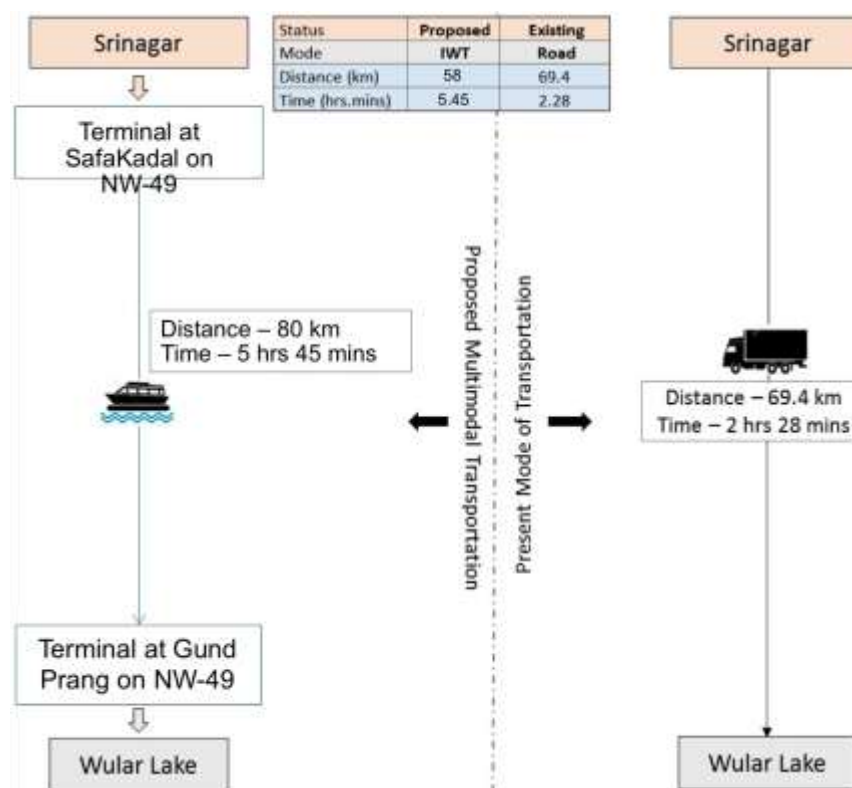 Srinagar
Status Proposed Existing
Mode IWT Road
Distance (km) 58 69.4
Time (hrs.mins) 5.45 2.28
Srinagar
Terminal at
SafaKadal on
NW-49
Distance – 80 km
Time – 5 hrs 45 mins
Proposed Multimodal Transportation
Present Mode of Transportation
Distance – 69.4 km
Time – 2 hrs 28 mins
Terminal at Gund
Prang on NW-49
Wular Lake
Wular Lake